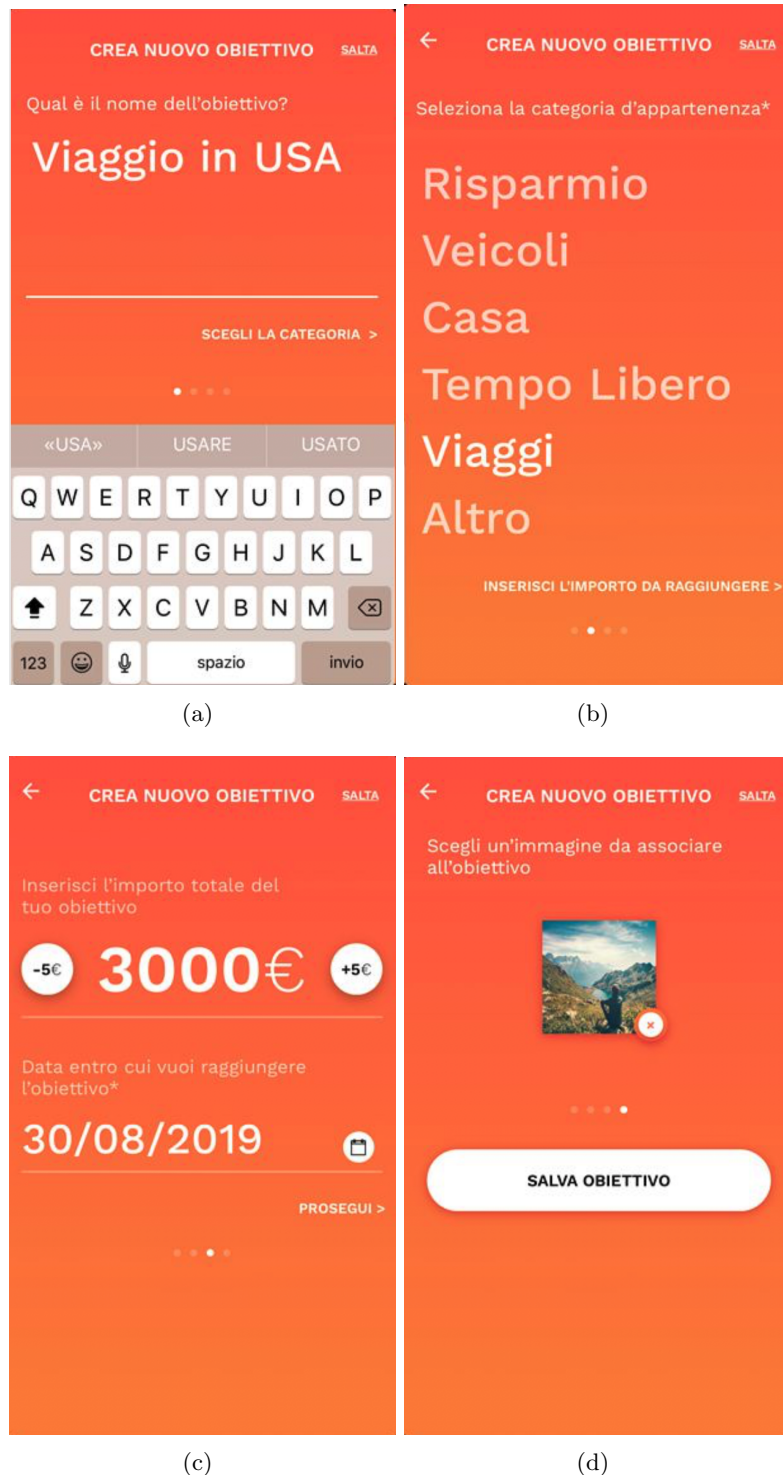 CREA NUOVO OBIETTIVO SALTA
Qual è il nome dell'obiettivo?
Viaggio in USA
SCEGLI LA CATEGORIA >
«USA» USARE USATO
Q W E R T Y U I O P
A S D F G H J K L
Z X C V B N M
123 spazio invio
(a)
CREA NUOVO OBIETTIVO SALTA
Seleziona la categoria d'appartenenza*
Risparmio
Veicoli
Casa
Tempo Libero
Viaggi
Altro
INSERISCI L'IMPORTO DA RAGGIUNGERE >
(b)
CREA NUOVO OBIETTIVO SALTA
Inserisci l'importo totale del
tuo obiettivo
-5€ 3000€ +5€
Data entro cui vuoi raggiungere
l'obiettivo*
30/08/2019
PROSEGUI >
(c)
CREA NUOVO OBIETTIVO SALTA
Scegli un'immagine da associare
all'obiettivo
SALVA OBIETTIVO
(d)